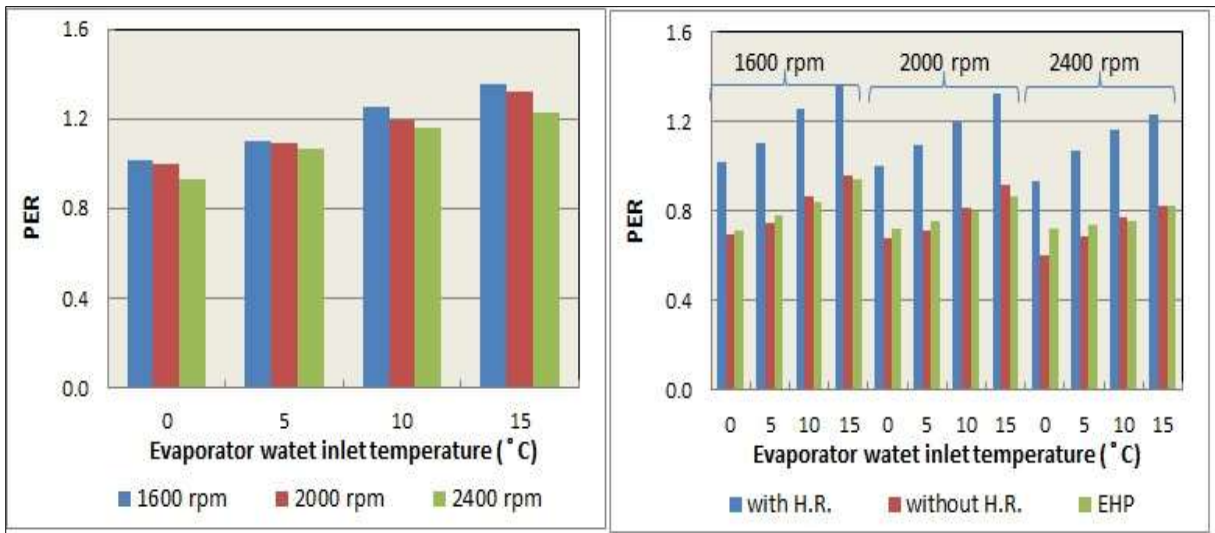 1.6
1.2
0.8
0.4
0.0
PER
0 5 10 15
Evaporator watet inlet temperature (˚C)
1600 rpm 2000 rpm 2400 rpm
1.6
1.2
0.8
0.4
0.0
PER
1600 rpm 2000 rpm 2400 rpm
0 5 10 15 0 5 10 15 0 5 10 15
Evaporator watet inlet temperature (˚C)
with H.R. without H.R. EHP